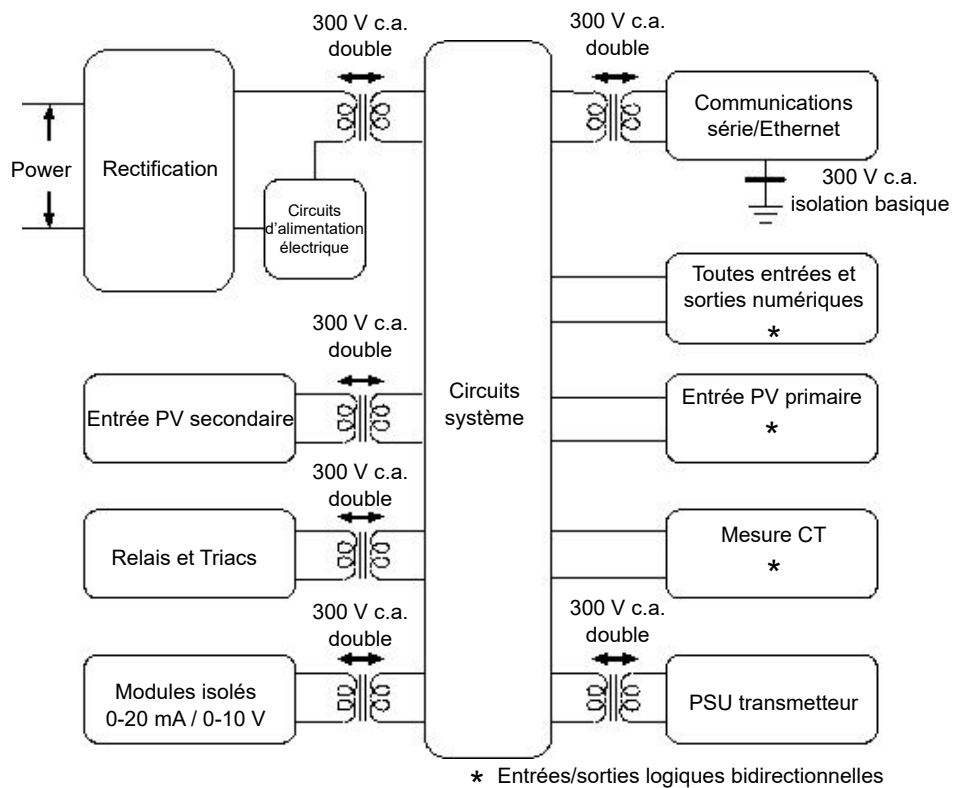 300 V c.a.
double
300 V c.a.
double
Power
Rectification
Circuits
d'alimentation
électrique
Communications
série/Ethernet
300 V c.a.
isolation basique
Toutes entrées et
sorties numériques
*
300 V c.a.
double
Entrée PV secondaire
Circuits
système
Entrée PV primaire
*
300 V c.a.
double
Relais et Triacs
Mesure CT
*
300 V c.a.
double
300 V c.a.
double
Modules isolés
0-20 mA / 0-10 V
PSU transmetteur
* Entrées/sorties logiques bidirectionnelles